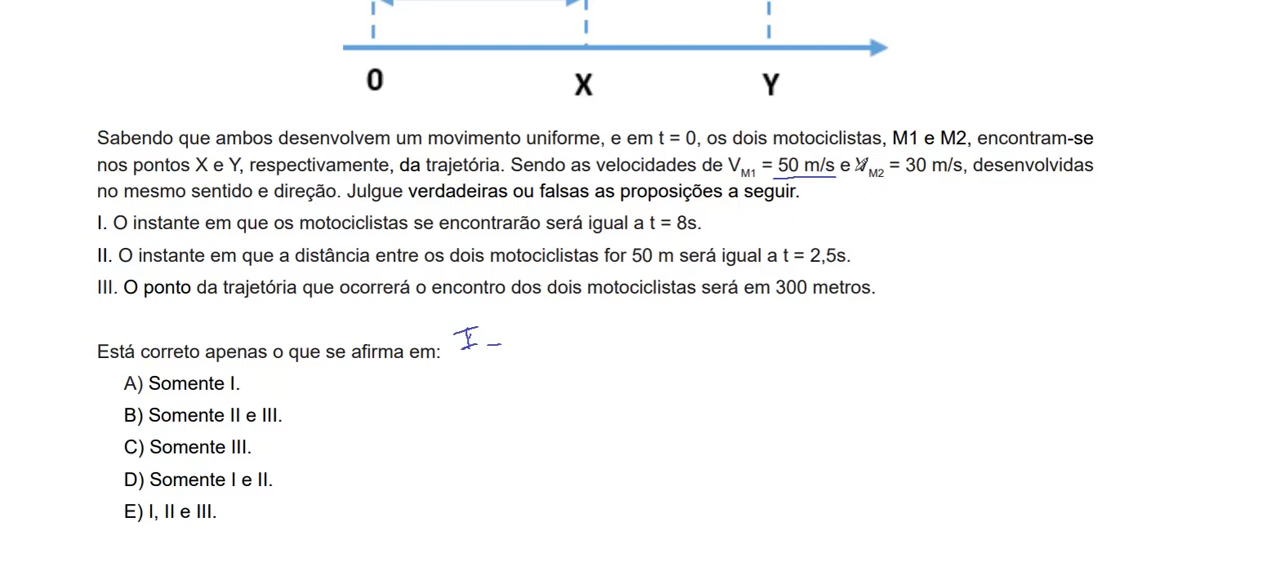 0 X Y
Sabendo que ambos desenvolvem um movimento uniforme, e em t = 0, os dois motociclistas, M1 e M2, encontram-se
nos pontos X e Y, respectivamente, da trajetória. Sendo as velocidades de VM1 = 50 m/s e VM2 = 30 m/s, desenvolvidas
no mesmo sentido e direção. Julgue verdadeiras ou falsas as proposições a seguir.
I. O instante em que os motociclistas se encontrarão será igual a t = 8s.
II. O instante em que a distância entre os dois motociclistas for 50 m será igual a t = 2,5s.
III. O ponto da trajetória que ocorrerá o encontro dos dois motociclistas será em 300 metros.
Está correto apenas o que se afirma em: I -
A) Somente I.
B) Somente II e III.
C) Somente III.
D) Somente I e II.
E) I, II e III.